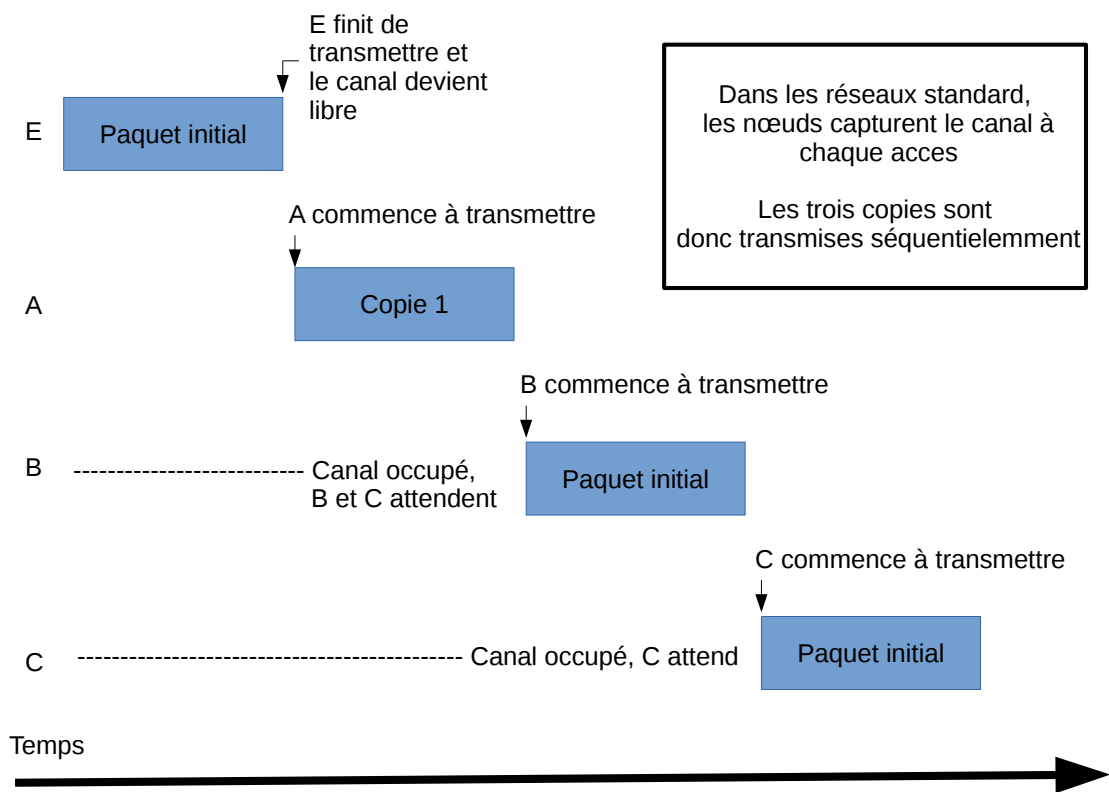 E finit de
transmettre et
le canal devient
libre
E
Paquet initial
Dans les réseaux standard,
les nœuds capturent le canal à
chaque acces
Les trois copies sont
donc transmises séquentielemment
A commence à transmettre
A
Copie 1
B commence à transmettre
B
Canal occupé,
B et C attendent
Paquet initial
C commence à transmettre
C
Canal occupé, C attend
Paquet initial
Temps